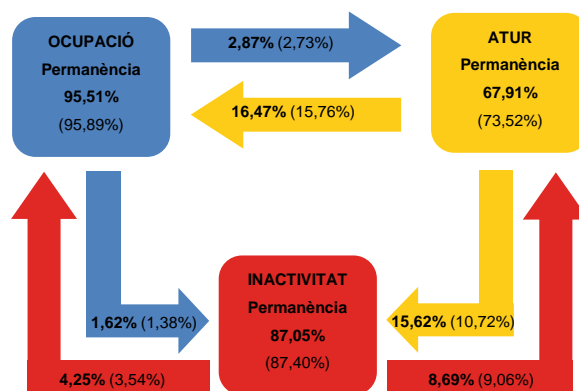 OCUPACIÓ
Permanència
95,51%
(95,89%)
2,87% (2,73%)
16,47% (15,76%)
ATUR
Permanència
67,91%
(73,52%)
INACTIVITAT
Permanència
87,05%
(87,40%)
1,62% (1,38%)
15,62% (10,72%)
4,25% (3,54%)
8,69% (9,06%)